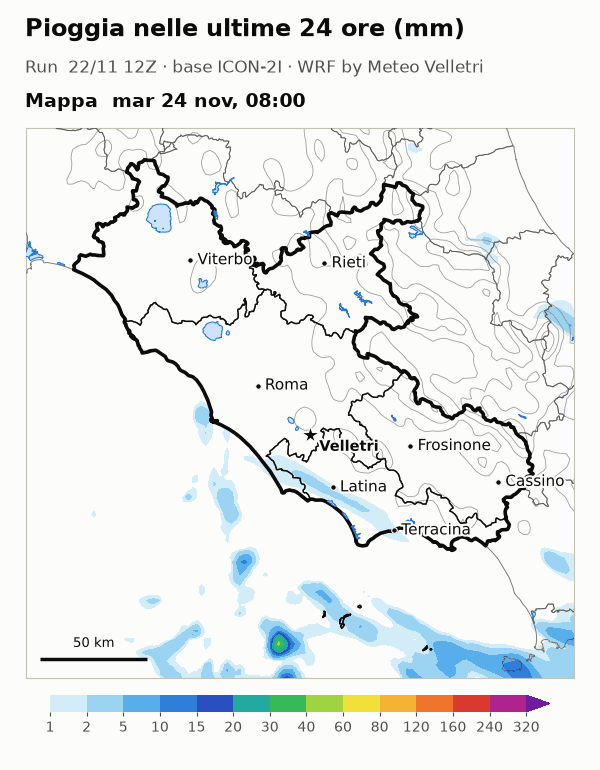 Pioggia nelle ultime 24 ore (mm)
Run  22/11 12Z · base ICON-2I · WRF by Meteo Velletri
Mappa  mar 24 nov, 08:00
Viterbo
Rieti
Roma
Velletri
Frosinone
Latina
Cassino
Terracina
50 km
1 2 5 10 15 20 30 40 60 80 120 160 240 320